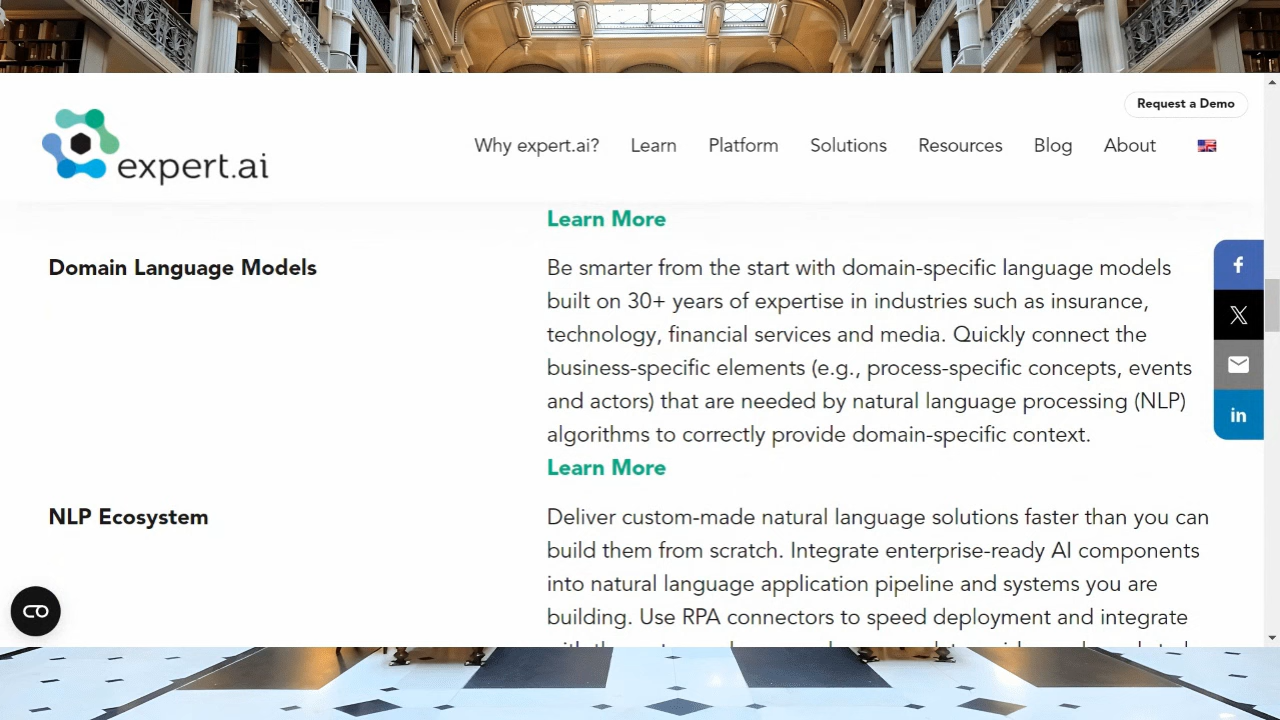 Request a Demo
expert.ai
Why expert.ai? Learn Platform Solutions Resources Blog About
Learn More
Domain Language Models
Be smarter from the start with domain-specific language models
built on 30+ years of expertise in industries such as insurance,
technology, financial services and media. Quickly connect the
business-specific elements (e.g., process-specific concepts, events
and actors) that are needed by natural language processing (NLP)
algorithms to correctly provide domain-specific context.
Learn More
NLP Ecosystem
Deliver custom-made natural language solutions faster than you can
build them from scratch. Integrate enterprise-ready AI components
into natural language application pipeline and systems you are
building. Use RPA connectors to speed deployment and integrate